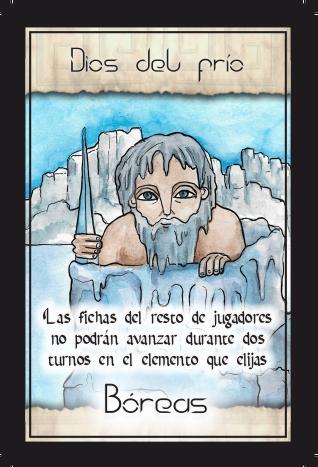 Dios del frío
Las fichas del resto de jugadores
no podrán avanzar durante dos
turnos en el elemento que elijas
Bóreas